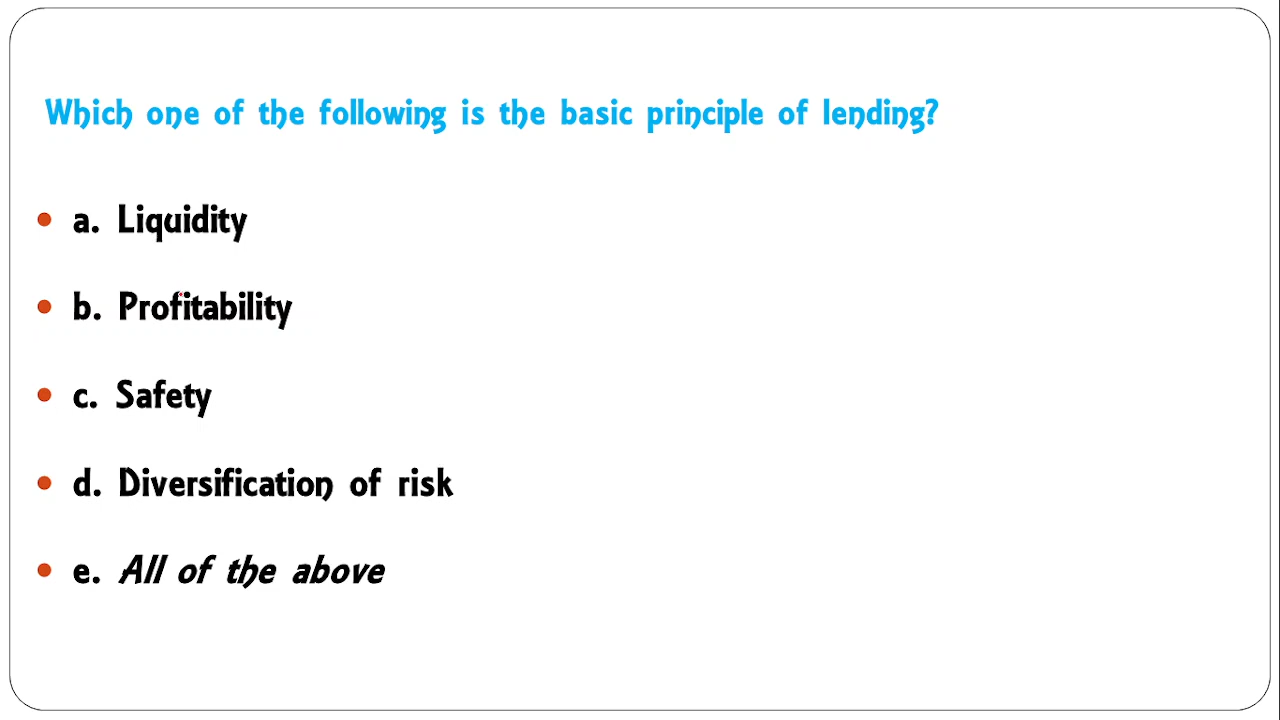 Which one of the following is the basic principle of lending?
a. Liquidity
b. Profitability
c. Safety
d. Diversification of risk
e. All of the above